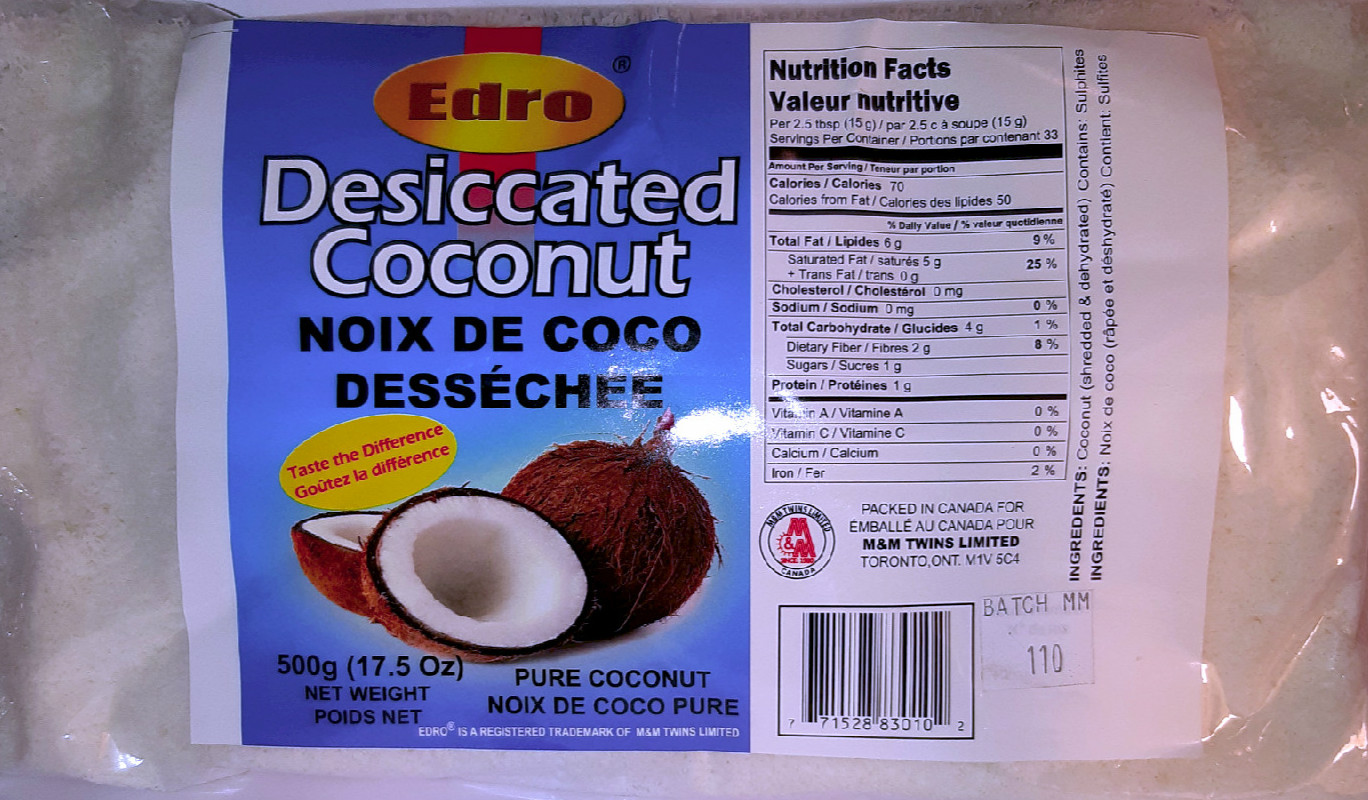 Edro ®
Desiccated
Coconut
NOIX DE COCO
DESSÉCHEE
Taste the Difference
Goûtez la différence
500g (17.5 Oz)
NET WEIGHT
POIDS NET
PURE COCONUT
NOIX DE COCO PURE
EDRO® IS A REGISTERED TRADEMARK OF M&M TWINS LIMITED
Nutrition Facts
Valeur nutritive
Per 2.5 tbsp (15 g) / par 2.5 c à soupe (15 g)
Servings Per Container / Portions par contenant 33
Amount Per Serving / Teneur par portion
Calories / Calories 70
Calories from Fat / Calories des lipides 50
% Daily Value / % valeur quotidienne
Total Fat / Lipides 6 g 9 %
Saturated Fat / saturés 5 g 25 %
+ Trans Fat / trans 0 g
Cholesterol / Cholestérol 0 mg
Sodium / Sodium 0 mg 0 %
Total Carbohydrate / Glucides 4 g 1 %
Dietary Fiber / Fibres 2 g 8 %
Sugars / Sucres 1 g
Protein / Protéines 1 g
Vitamin A / Vitamine A 0 %
Vitamin C / Vitamine C 0 %
Calcium / Calcium 0 %
Iron / Fer 2 %
M&M TWINS LIMITED
M&M
CANADA
PACKED IN CANADA FOR
ÉMBALLÉ AU CANADA POUR
M&M TWINS LIMITED
TORONTO,ONT. M1V 5C4
INGREDENTS: Coconut (shredded & dehydrated) Contains: Sulphites
INGREDIENTS: Noix de coco (râpée et déshydraté) Contient: Sulfites
BATCH MM
110
7 71528 83010 2